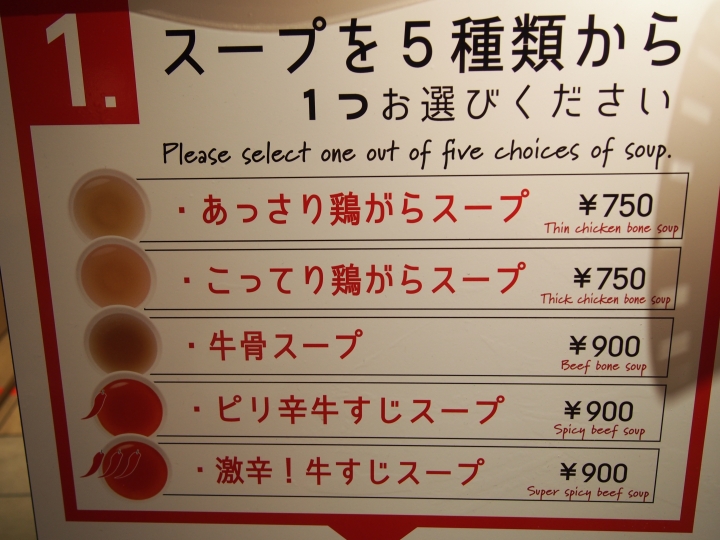 1.
スープを5種類から
1つお選びください
Please select one out of five choices of soup.
・あっさり鶏がらスープ ¥750
Thin chicken bone soup
・こってり鶏がらスープ ¥750
Thick chicken bone soup
・牛骨スープ ¥900
Beef bone soup
・ピリ辛牛すじスープ ¥900
Spicy beef soup
・激辛!牛すじスープ ¥900
Super spicy beef soup